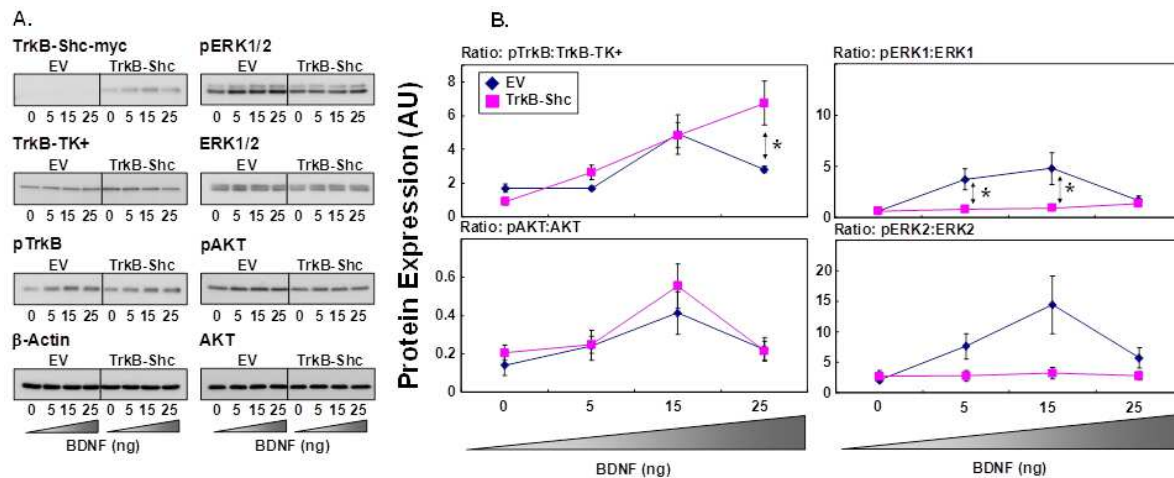 A.
TrkB-Shc-myc
EV TrkB-Shc
0 5 15 25 0 5 15 25
TrkB-TK+
EV TrkB-Shc
0 5 15 25 0 5 15 25
pTrkB
EV TrkB-Shc
0 5 15 25 0 5 15 25
β-Actin
EV TrkB-Shc
0 5 15 25 0 5 15 25
BDNF (ng)
pERK1/2
EV TrkB-Shc
0 5 15 25 0 5 15 25
ERK1/2
EV TrkB-Shc
0 5 15 25 0 5 15 25
pAKT
EV TrkB-Shc
0 5 15 25 0 5 15 25
AKT
EV TrkB-Shc
0 5 15 25 0 5 15 25
BDNF (ng)
B.
Protein Expression (AU)
Ratio: pTrkB:TrkB-TK+
8
6
4
2
0
EV
TrkB-Shc
*
Ratio: pERK1:ERK1
10
5
0
* *
Ratio: pAKT:AKT
0.6
0.4
0.2
0
0 5 15 25
BDNF (ng)
Ratio: pERK2:ERK2
20
15
10
5
0
0 5 15 25
BDNF (ng)